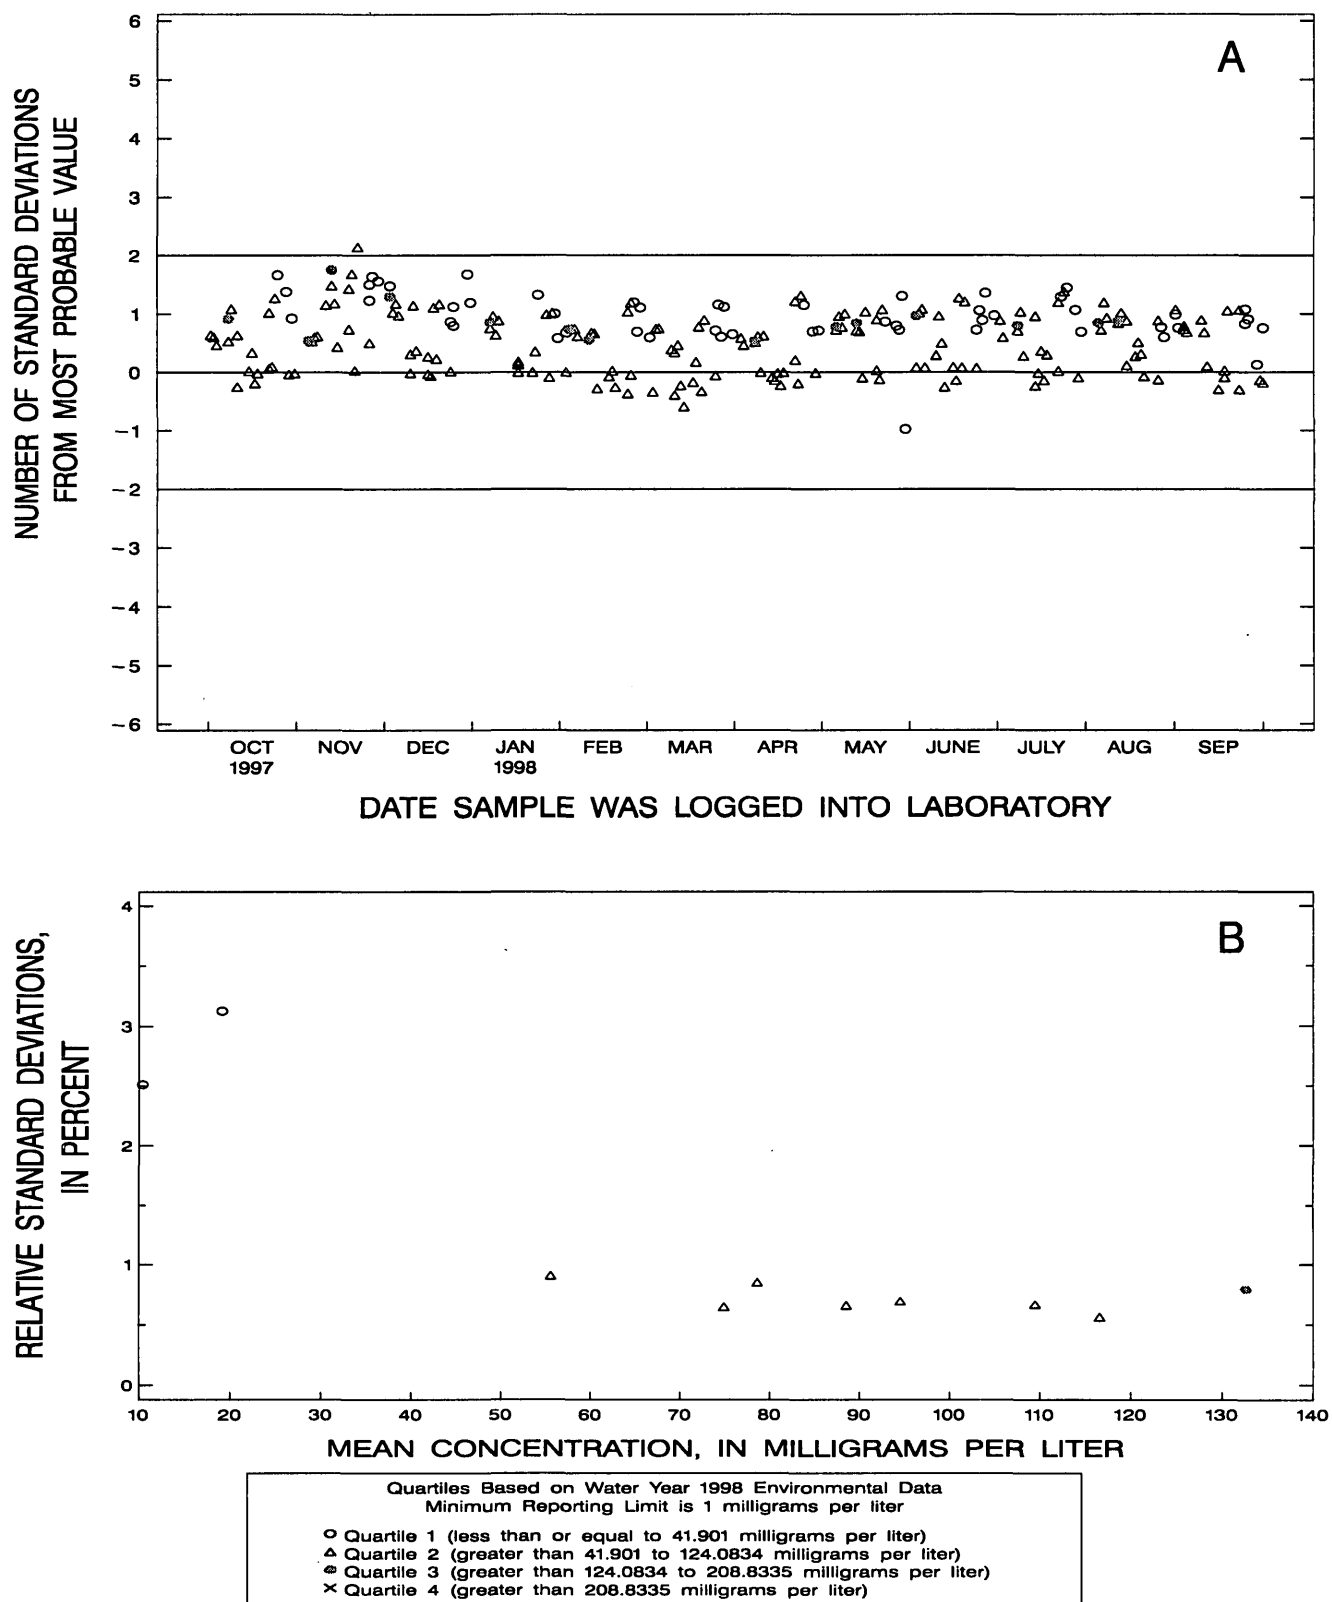 A
NUMBER OF STANDARD DEVIATIONS
FROM MOST PROBABLE VALUE
6
5
4
3
2
1
0
-1
-2
-3
-4
-5
-6
OCT NOV DEC JAN FEB MAR APR MAY JUNE JULY AUG SEP
1997 1998
DATE SAMPLE WAS LOGGED INTO LABORATORY
B
RELATIVE STANDARD DEVIATIONS,
IN PERCENT
4
3
2
1
0
10 20 30 40 50 60 70 80 90 100 110 120 130 140
MEAN CONCENTRATION, IN MILLIGRAMS PER LITER
Quartiles Based on Water Year 1998 Environmental Data
Minimum Reporting Limit is 1 milligrams per liter
Quartile 1 (less than or equal to 41.901 milligrams per liter)
Quartile 2 (greater than 41.901 to 124.0834 milligrams per liter)
Quartile 3 (greater than 124.0834 to 208.8335 milligrams per liter)
Quartile 4 (greater than 208.8335 milligrams per liter)